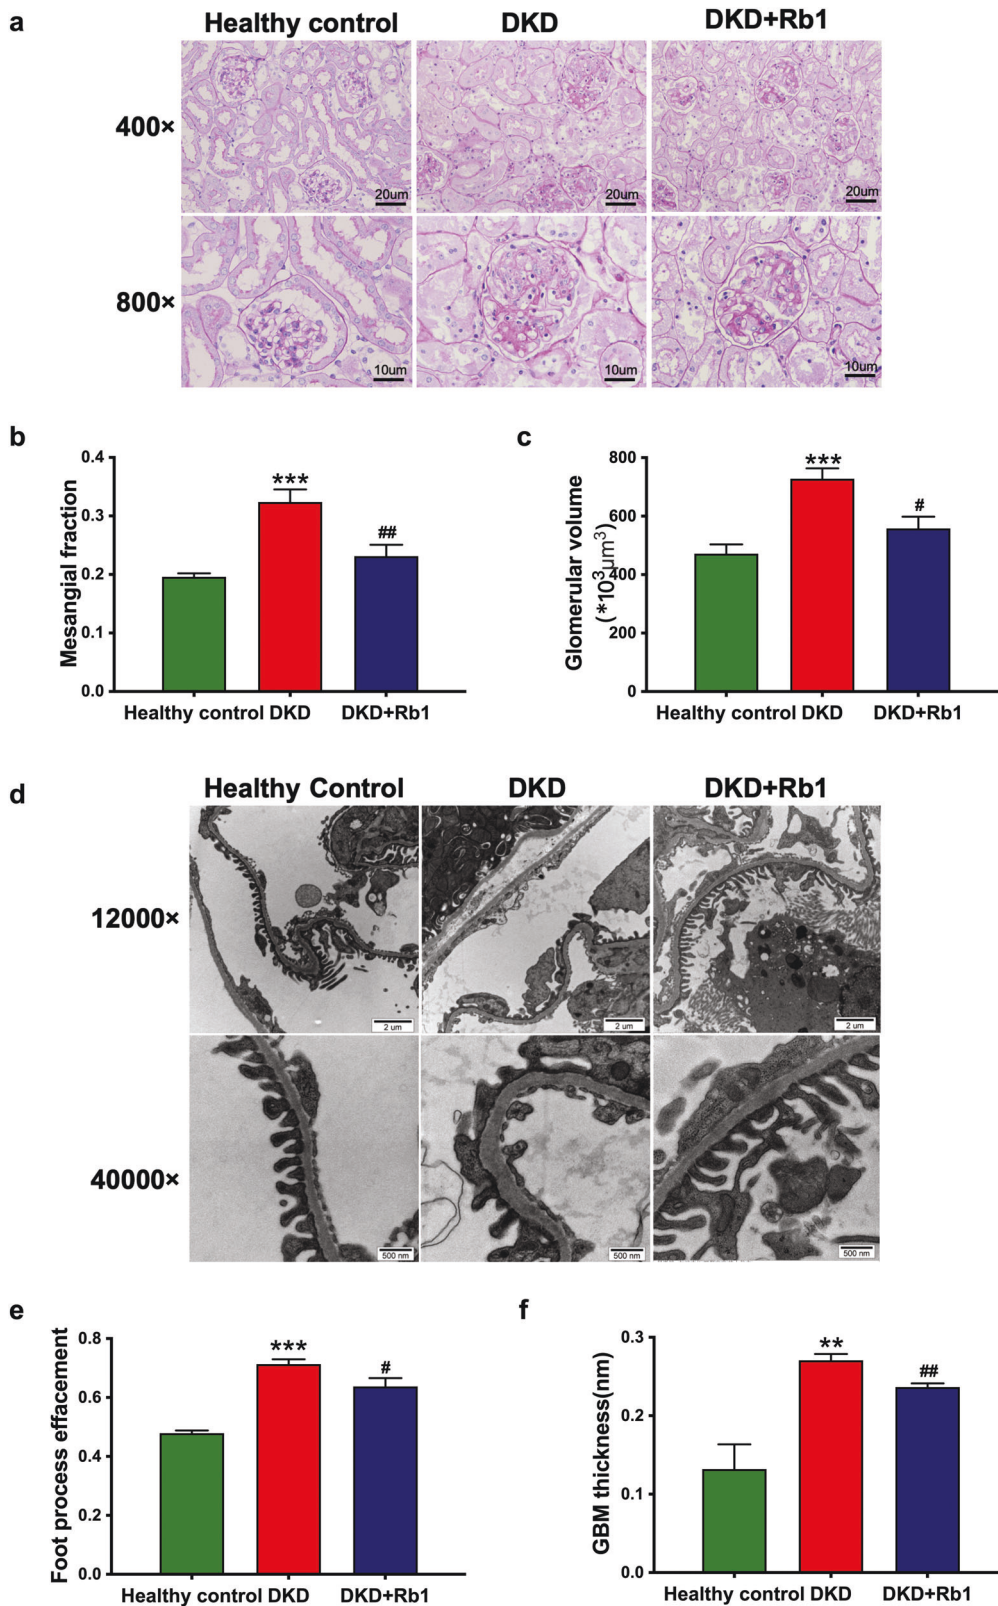 a
Healthy control DKD DKD+Rb1
400×
20um 20um 20um
800×
10um 10um 10um
b
Mesangial fraction
0.4
0.3
0.2
0.1
0.0
***
##
Healthy control DKD DKD+Rb1
c
Glomerular volume
(*10³μm³)
800
600
400
200
0
***
#
Healthy control DKD DKD+Rb1
d
Healthy Control DKD DKD+Rb1
12000×
2 um 2 um 2 um
40000×
500 nm 500 nm 500 nm
e
Foot process effacement
0.8
0.6
0.4
0.2
0.0
***
#
Healthy control DKD DKD+Rb1
f
GBM thickness(nm)
0.3
0.2
0.1
0.0
**
##
Healthy control DKD DKD+Rb1